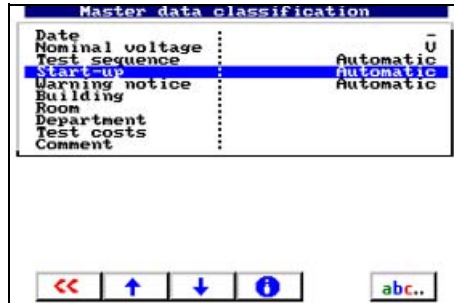 Master data classification
Date : -
Nominal voltage : V
Test sequence : Automatic
Start-up : Automatic
Warning notice : Automatic
Building :
Room :
Department :
Test costs :
Comment :
<< ↑ ↓ i abc..